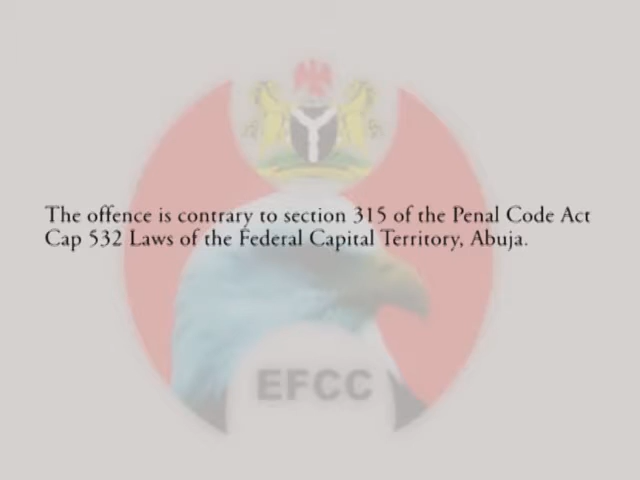 The offence is contrary to section 315 of the Penal Code Act
Cap 532 Laws of the Federal Capital Territory, Abuja.
EFCC